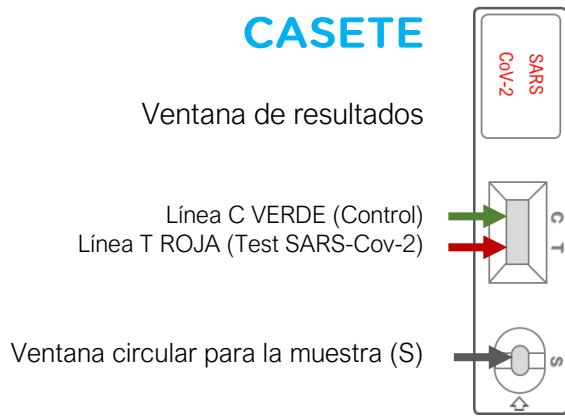 CASETE
SARS
CoV-2
Ventana de resultados
Línea C VERDE (Control)
C
Línea T ROJA (Test SARS-Cov-2)
T
Ventana circular para la muestra (S)
S